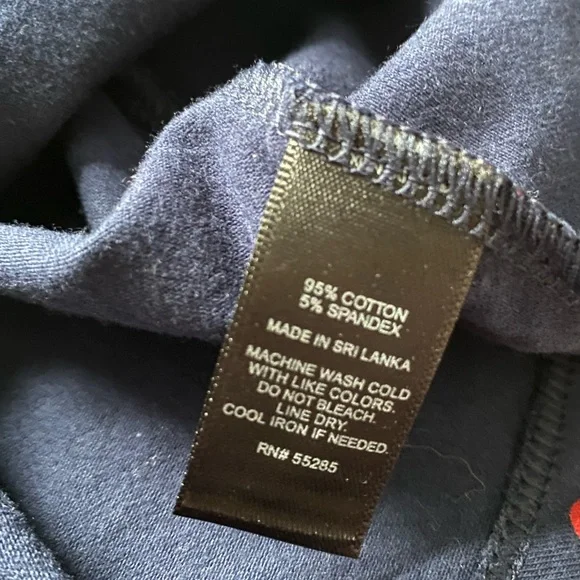 95% COTTON
5% SPANDEX
MADE IN SRI LANKA
MACHINE WASH COLD
WITH LIKE COLORS.
DO NOT BLEACH.
LINE DRY.
COOL IRON IF NEEDED.
RN# 55285